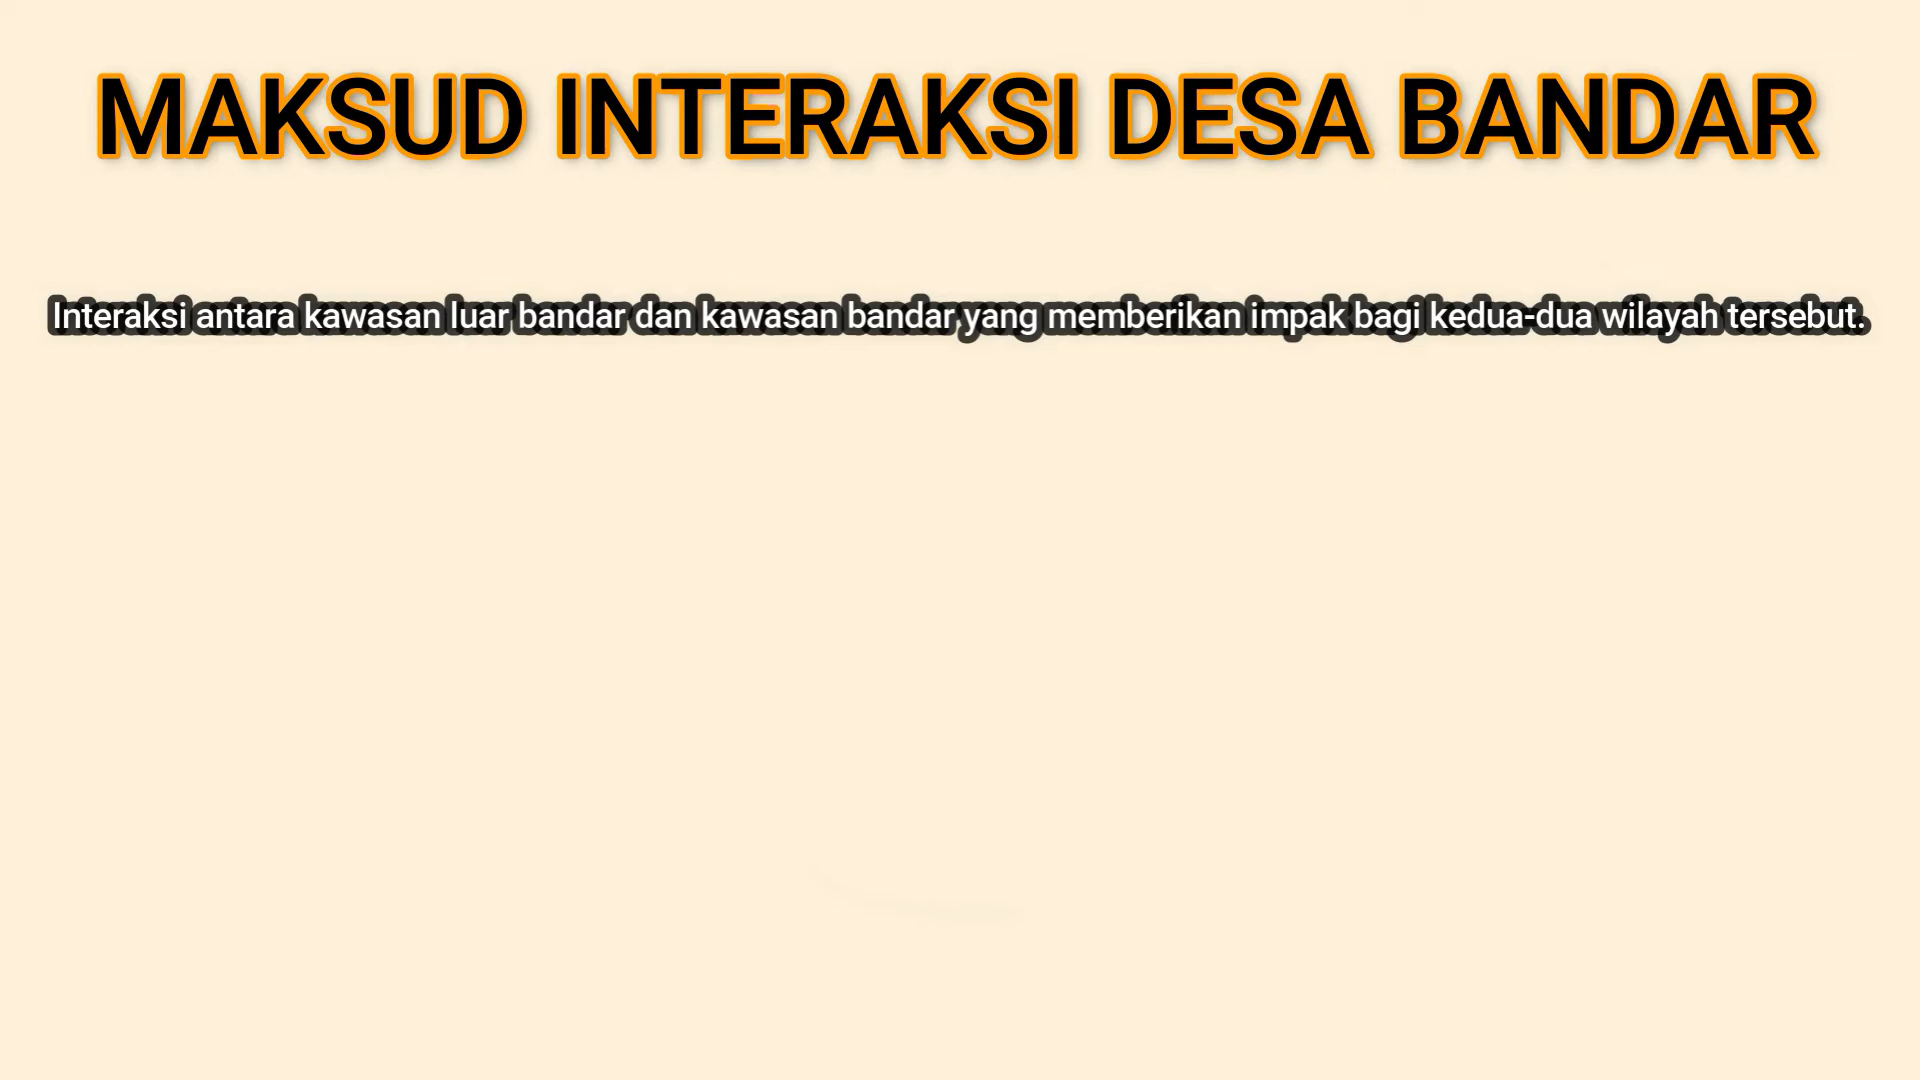 MAKSUD INTERAKSI DESA BANDAR
Interaksi antara kawasan luar bandar dan kawasan bandar yang memberikan impak bagi kedua-dua wilayah tersebut.